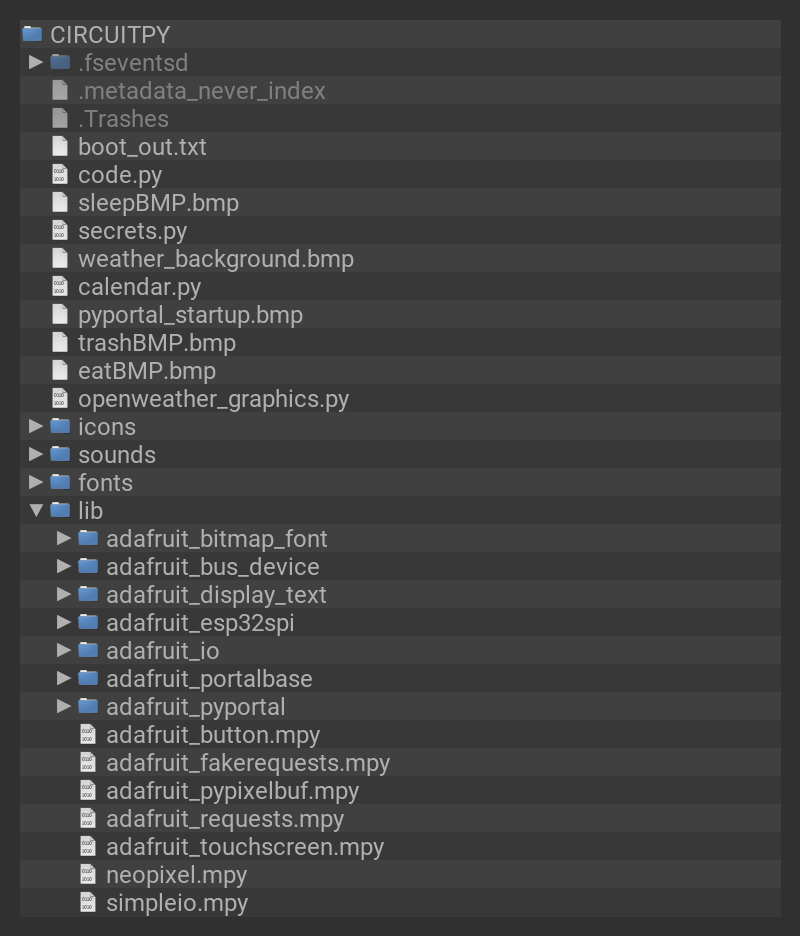 CIRCUITPY
.fseventsd
.metadata_never_index
.Trashes
boot_out.txt
code.py
sleepBMP.bmp
secrets.py
weather_background.bmp
calendar.py
pyportal_startup.bmp
trashBMP.bmp
eatBMP.bmp
openweather_graphics.py
icons
sounds
fonts
lib
adafruit_bitmap_font
adafruit_bus_device
adafruit_display_text
adafruit_esp32spi
adafruit_io
adafruit_portalbase
adafruit_pyportal
adafruit_button.mpy
adafruit_fakerequests.mpy
adafruit_pypixelbuf.mpy
adafruit_requests.mpy
adafruit_touchscreen.mpy
neopixel.mpy
simpleio.mpy